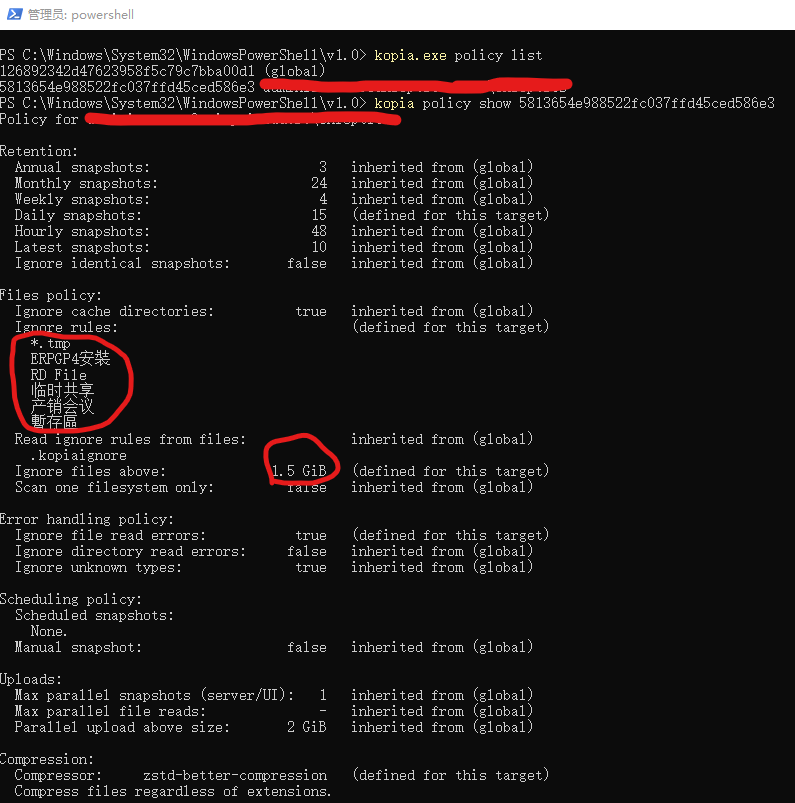 管理员: powershell
PS C:\Windows\System32\WindowsPowerShell\v1.0> kopia.exe policy list
126892342d47623958f5c79c7bba00d1 (global)
5813654e988522fc037ffd45ced586e3
PS C:\Windows\System32\WindowsPowerShell\v1.0> kopia policy show 5813654e988522fc037ffd45ced586e3
Policy for
Retention:
Annual snapshots: 3 inherited from (global)
Monthly snapshots: 24 inherited from (global)
Weekly snapshots: 4 inherited from (global)
Daily snapshots: 15 (defined for this target)
Hourly snapshots: 48 inherited from (global)
Latest snapshots: 10 inherited from (global)
Ignore identical snapshots: false inherited from (global)
Files policy:
Ignore cache directories: true inherited from (global)
Ignore rules: (defined for this target)
*.tmp
ERPGP4安裝
RD File
临时共享
产销会议
暫存區
Read ignore rules from files: inherited from (global)
.kopiaignore
Ignore files above: 1.5 GiB (defined for this target)
Scan one filesystem only: false inherited from (global)
Error handling policy:
Ignore file read errors: true (defined for this target)
Ignore directory read errors: false inherited from (global)
Ignore unknown types: true inherited from (global)
Scheduling policy:
Scheduled snapshots:
None.
Manual snapshot: false inherited from (global)
Uploads:
Max parallel snapshots (server/UI): 1 inherited from (global)
Max parallel file reads: - inherited from (global)
Parallel upload above size: 2 GiB inherited from (global)
Compression:
Compressor: zstd-better-compression (defined for this target)
Compress files regardless of extensions.